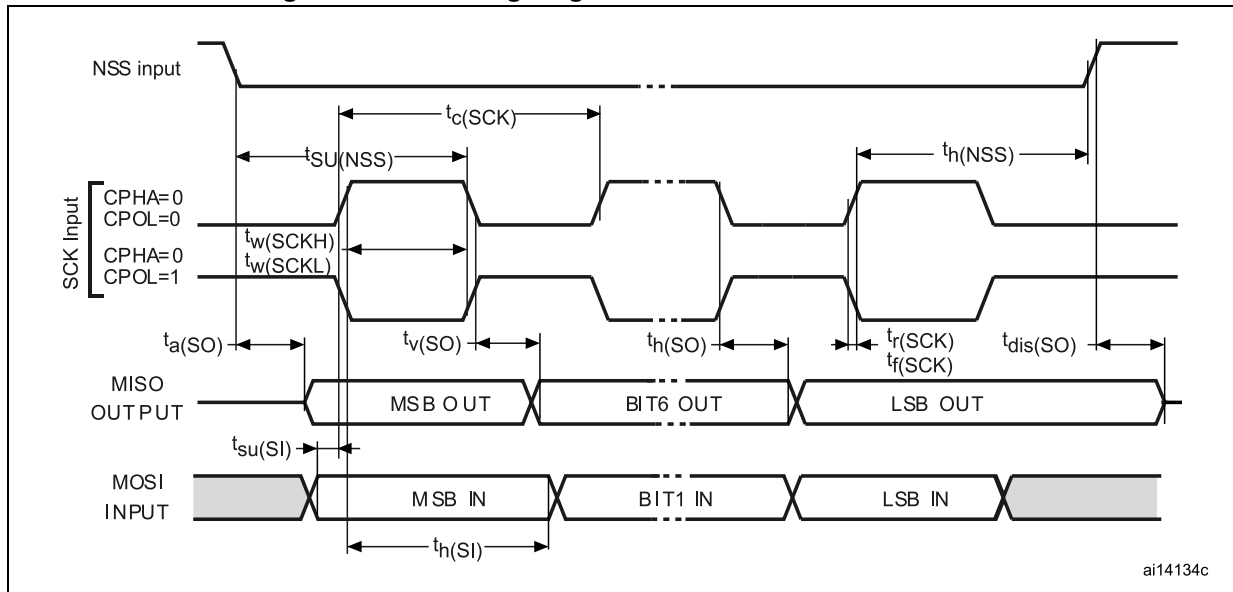 NSS input
tc(SCK)
tSU(NSS)
th(NSS)
SCK Input
CPHA=0
CPOL=0
CPHA=0
CPOL=1
tw(SCKH)
tw(SCKL)
ta(SO)
tv(SO)
th(SO)
tr(SCK)
tf(SCK)
tdis(SO)
MISO
OUTPUT
MSB OUT
BIT6 OUT
LSB OUT
tsu(SI)
MOSI
INPUT
MSB IN
BIT1 IN
LSB IN
th(SI)
ai14134c